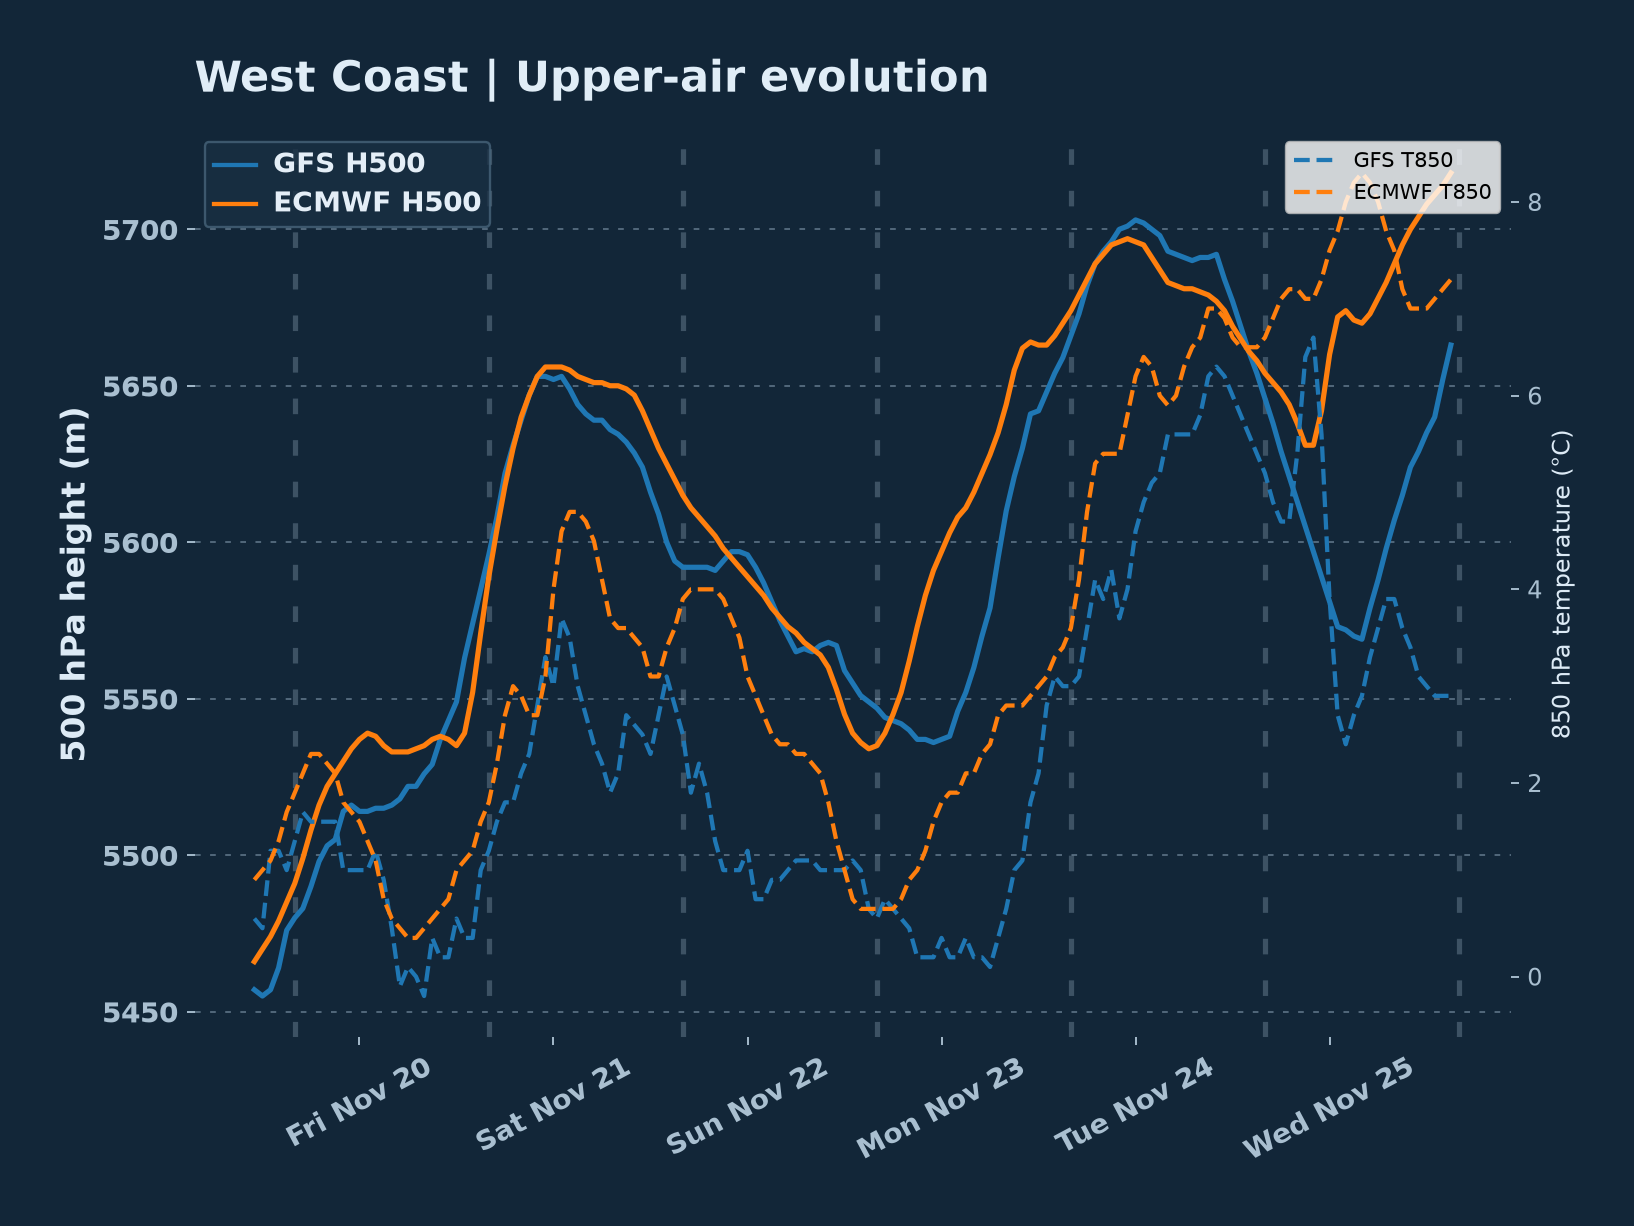 West Coast | Upper-air evolution
GFS H500
ECMWF H500
GFS T850
ECMWF T850
500 hPa height (m)
5700
5650
5600
5550
5500
5450
8
6
4
2
0
850 hPa temperature (°C)
Fri Nov 20
Sat Nov 21
Sun Nov 22
Mon Nov 23
Tue Nov 24
Wed Nov 25